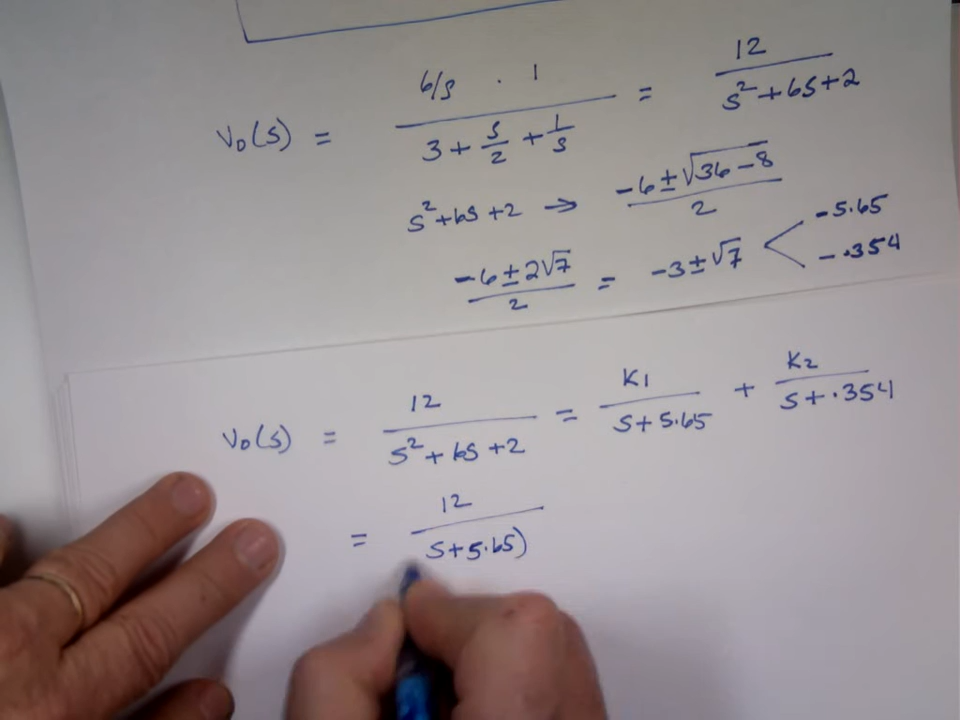 6/s . 1 12
V₀(s) = ───────── = ─────────
3 + s/2 + 1/s s² + 6s + 2
s² + 6s + 2 → (-6 ± √(36 - 8))/2
(-6 ± 2√7)/2 = -3 ± √7 < -5.65
-.354
V₀(s) = 12/(s² + 6s + 2) = K1/(s + 5.65) + K2/(s + .354)
= 12/(s + 5.65)